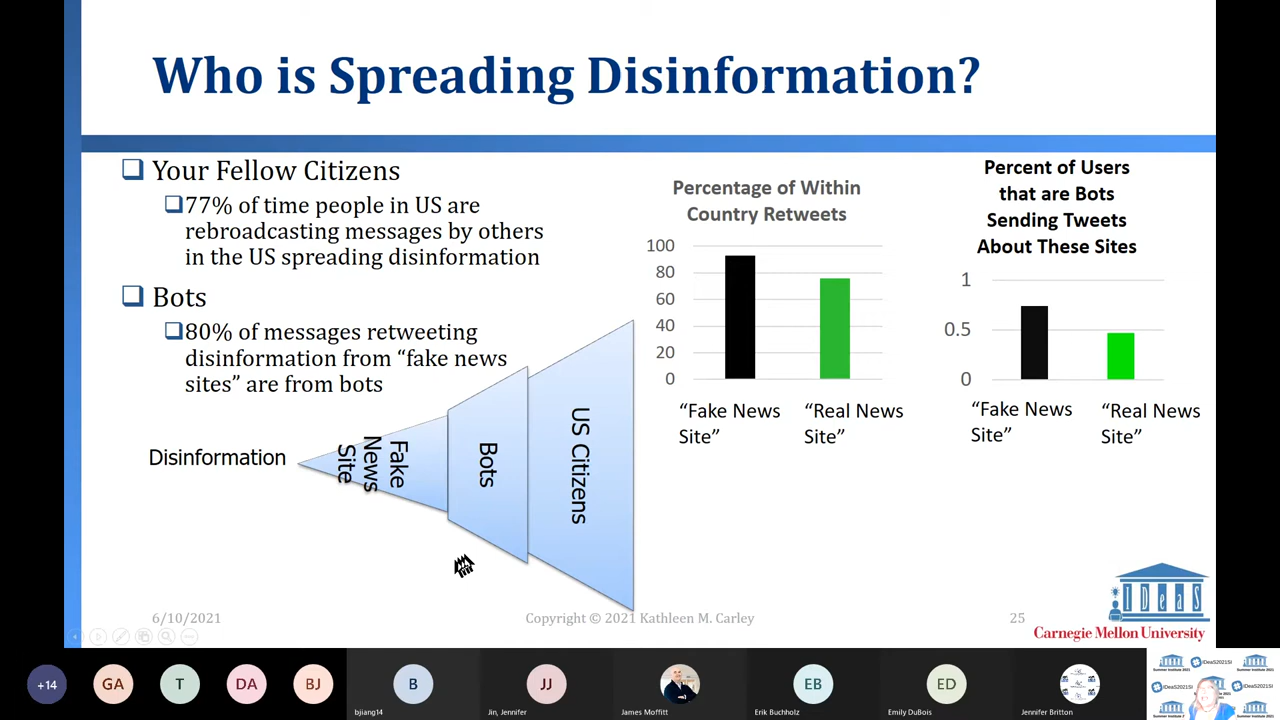 Who is Spreading Disinformation?
Your Fellow Citizens
77% of time people in US are
rebroadcasting messages by others
in the US spreading disinformation
Bots
80% of messages retweeting
disinformation from “fake news
sites” are from bots
Disinformation
Fake
News
Site
Bots
US Citizens
Percentage of Within
Country Retweets
100
80
60
40
20
0
“Fake News
Site”
“Real News
Site”
Percent of Users
that are Bots
Sending Tweets
About These Sites
1
0.5
0
“Fake News
Site”
“Real News
Site”
6/10/2021
Copyright © 2021 Kathleen M. Carley
25
IDeaS
Carnegie Mellon University
+14
GA
T
DA
BJ
B
bjiang14
JJ
Jin, Jennifer
James Moffitt
EB
Erik Buchholz
ED
Emily DuBois
Jennifer Britton
Summer Institute 2021
IDeaS2021SI